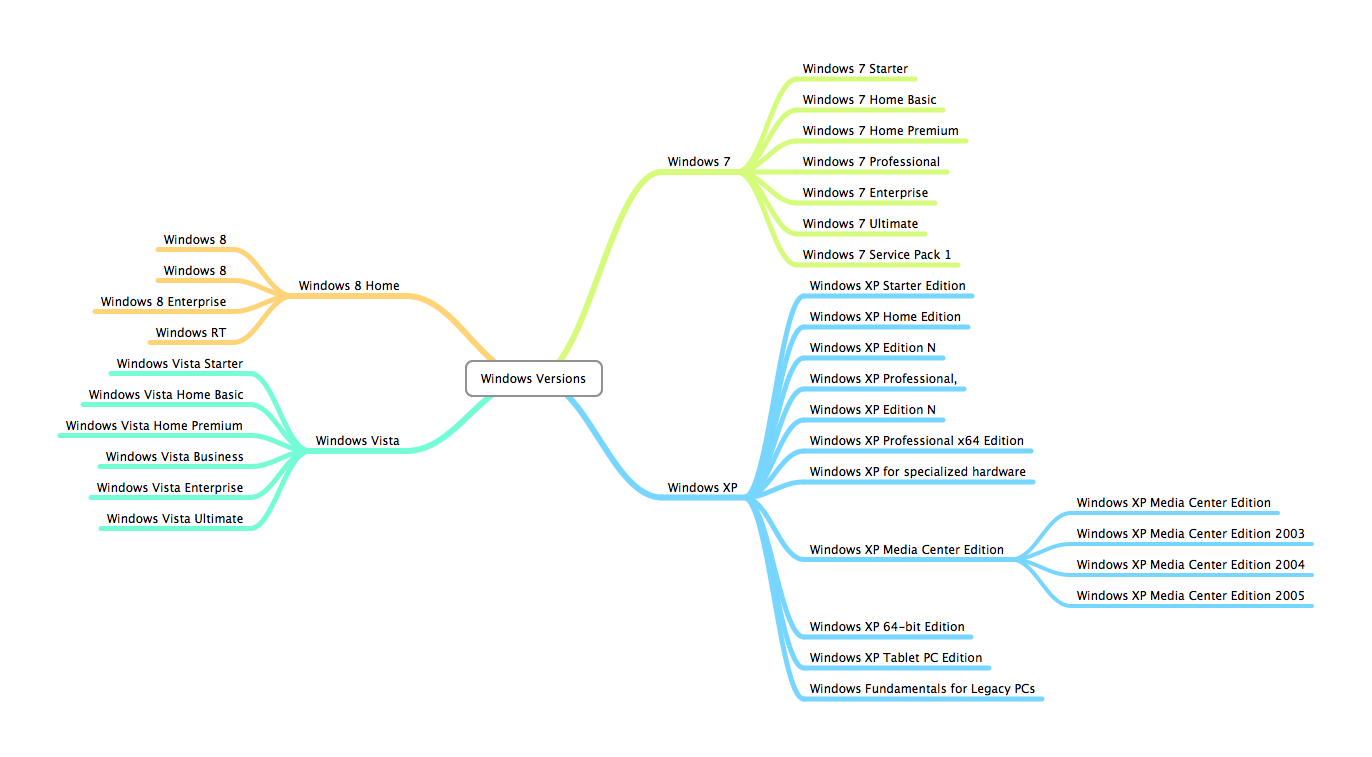 Windows Versions
Windows 7
Windows 7 Starter
Windows 7 Home Basic
Windows 7 Home Premium
Windows 7 Professional
Windows 7 Enterprise
Windows 7 Ultimate
Windows 7 Service Pack 1
Windows XP
Windows XP Starter Edition
Windows XP Home Edition
Windows XP Edition N
Windows XP Professional,
Windows XP Edition N
Windows XP Professional x64 Edition
Windows XP for specialized hardware
Windows XP Media Center Edition
Windows XP Media Center Edition
Windows XP Media Center Edition 2003
Windows XP Media Center Edition 2004
Windows XP Media Center Edition 2005
Windows XP 64-bit Edition
Windows XP Tablet PC Edition
Windows Fundamentals for Legacy PCs
Windows 8 Home
Windows 8
Windows 8
Windows 8 Enterprise
Windows RT
Windows Vista
Windows Vista Starter
Windows Vista Home Basic
Windows Vista Home Premium
Windows Vista Business
Windows Vista Enterprise
Windows Vista Ultimate